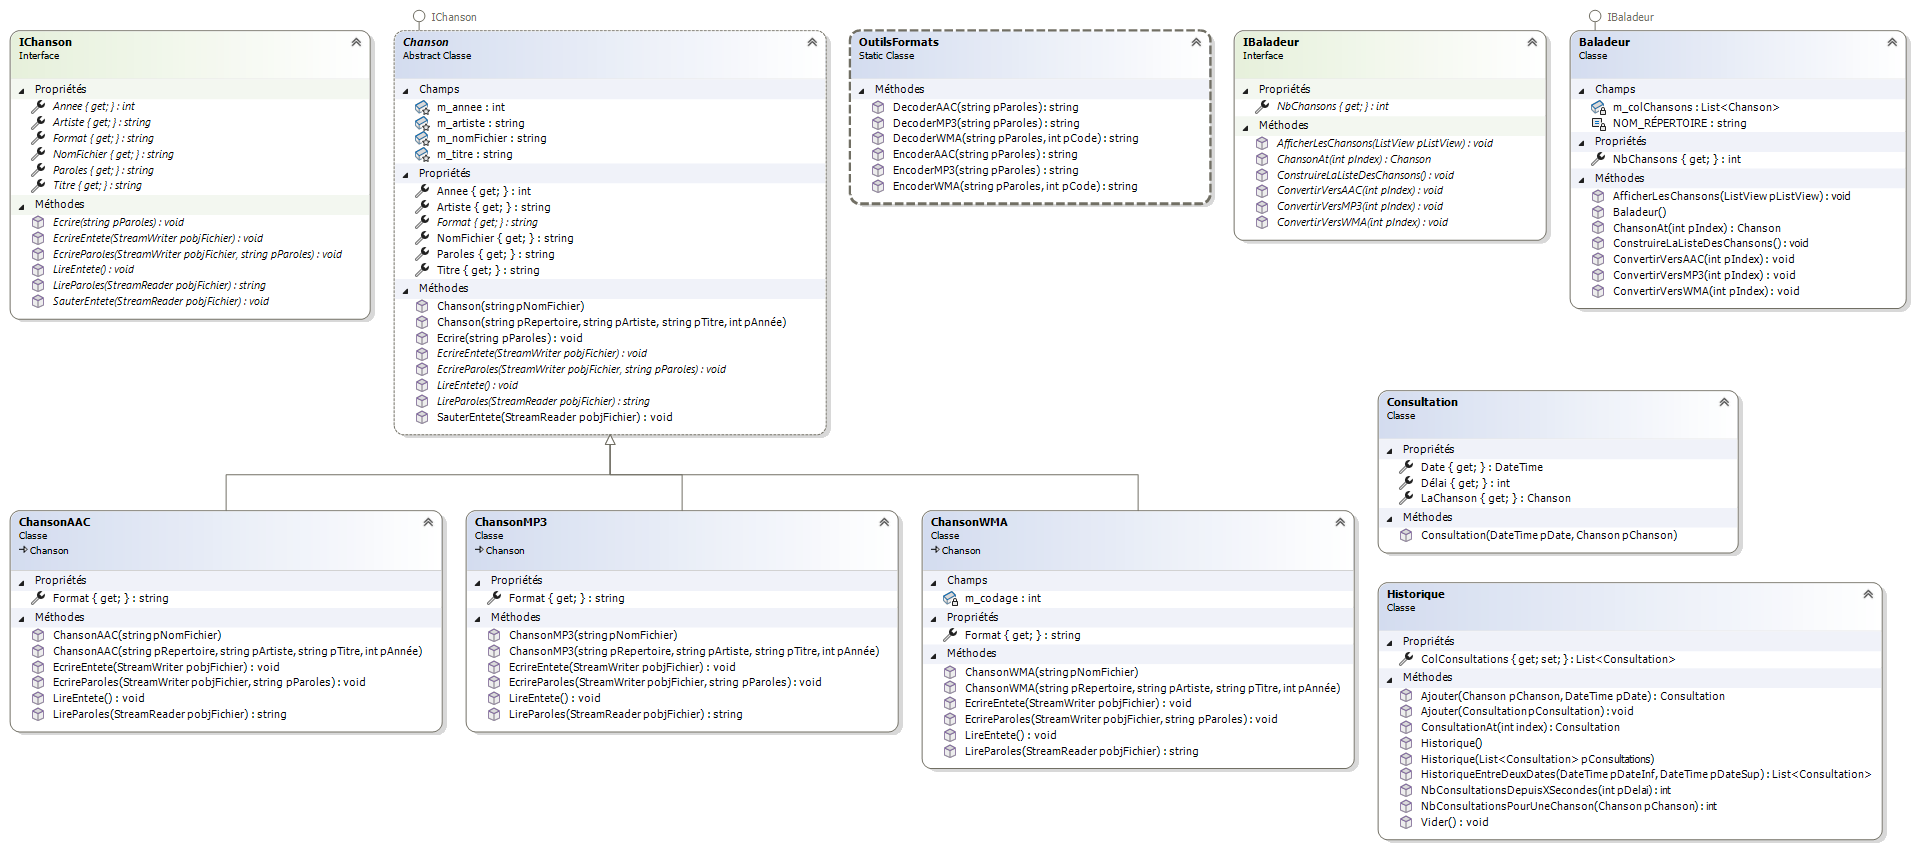 IChanson
Interface
Propriétés
Annee { get; } : int
Artiste { get; } : string
Format { get; } : string
NomFichier { get; } : string
Paroles { get; } : string
Titre { get; } : string
Méthodes
Ecrire(string pParoles) : void
EcrireEntete(StreamWriter pobjFichier) : void
EcrireParoles(StreamWriter pobjFichier, string pParoles) : void
LireEntete() : void
LireParoles(StreamReader pobjFichier) : string
SauterEntete(StreamReader pobjFichier) : void
IChanson
Chanson
Abstract Classe
Champs
m_annee : int
m_artiste : string
m_nomFichier : string
m_titre : string
Propriétés
Annee { get; } : int
Artiste { get; } : string
Format { get; } : string
NomFichier { get; } : string
Paroles { get; } : string
Titre { get; } : string
Méthodes
Chanson(string pNomFichier)
Chanson(string pRepertoire, string pArtiste, string pTitre, int pAnnée)
Ecrire(string pParoles) : void
EcrireEntete(StreamWriter pobjFichier) : void
EcrireParoles(StreamWriter pobjFichier, string pParoles) : void
LireEntete() : void
LireParoles(StreamReader pobjFichier) : string
SauterEntete(StreamReader pobjFichier) : void
OutilsFormats
Static Classe
Méthodes
DecoderAAC(string pParoles) : string
DecoderMP3(string pParoles) : string
DecoderWMA(string pParoles, int pCode) : string
EncoderAAC(string pParoles) : string
EncoderMP3(string pParoles) : string
EncoderWMA(string pParoles, int pCode) : string
IBaladeur
Interface
Propriétés
NbChansons { get; } : int
Méthodes
AfficherLesChansons(ListView pListView) : void
ChansonAt(int pIndex) : Chanson
ConstruireLaListeDesChansons() : void
ConvertirVersAAC(int pIndex) : void
ConvertirVersMP3(int pIndex) : void
ConvertirVersWMA(int pIndex) : void
IBaladeur
Baladeur
Classe
Champs
m_colChansons : List<Chanson>
NOM_RÉPERTOIRE : string
Propriétés
NbChansons { get; } : int
Méthodes
AfficherLesChansons(ListView pListView) : void
Baladeur()
ChansonAt(int pIndex) : Chanson
ConstruireLaListeDesChansons() : void
ConvertirVersAAC(int pIndex) : void
ConvertirVersMP3(int pIndex) : void
ConvertirVersWMA(int pIndex) : void
Consultation
Classe
Propriétés
Date { get; } : DateTime
Délai { get; } : int
LaChanson { get; } : Chanson
Méthodes
Consultation(DateTime pDate, Chanson pChanson)
ChansonAAC
Classe
Chanson
Propriétés
Format { get; } : string
Méthodes
ChansonAAC(string pNomFichier)
ChansonAAC(string pRepertoire, string pArtiste, string pTitre, int pAnnée)
EcrireEntete(StreamWriter pobjFichier) : void
EcrireParoles(StreamWriter pobjFichier, string pParoles) : void
LireEntete() : void
LireParoles(StreamReader pobjFichier) : string
ChansonMP3
Classe
Chanson
Propriétés
Format { get; } : string
Méthodes
ChansonMP3(string pNomFichier)
ChansonMP3(string pRepertoire, string pArtiste, string pTitre, int pAnnée)
EcrireEntete(StreamWriter pobjFichier) : void
EcrireParoles(StreamWriter pobjFichier, string pParoles) : void
LireEntete() : void
LireParoles(StreamReader pobjFichier) : string
ChansonWMA
Classe
Chanson
Champs
m_codage : int
Propriétés
Format { get; } : string
Méthodes
ChansonWMA(string pNomFichier)
ChansonWMA(string pRepertoire, string pArtiste, string pTitre, int pAnnée)
EcrireEntete(StreamWriter pobjFichier) : void
EcrireParoles(StreamWriter pobjFichier, string pParoles) : void
LireEntete() : void
LireParoles(StreamReader pobjFichier) : string
Historique
Classe
Propriétés
ColConsultations { get; set; } : List<Consultation>
Méthodes
Ajouter(Chanson pChanson, DateTime pDate) : Consultation
Ajouter(Consultation pConsultation) : void
ConsultationAt(int index) : Consultation
Historique()
Historique(List<Consultation> pConsultations)
HistoriqueEntreDeuxDates(DateTime pDateInf, DateTime pDateSup) : List<Consultation>
NbConsultationsDepuisXSecondes(int pDelai) : int
NbConsultationsPourUneChanson(Chanson pChanson) : int
Vider() : void